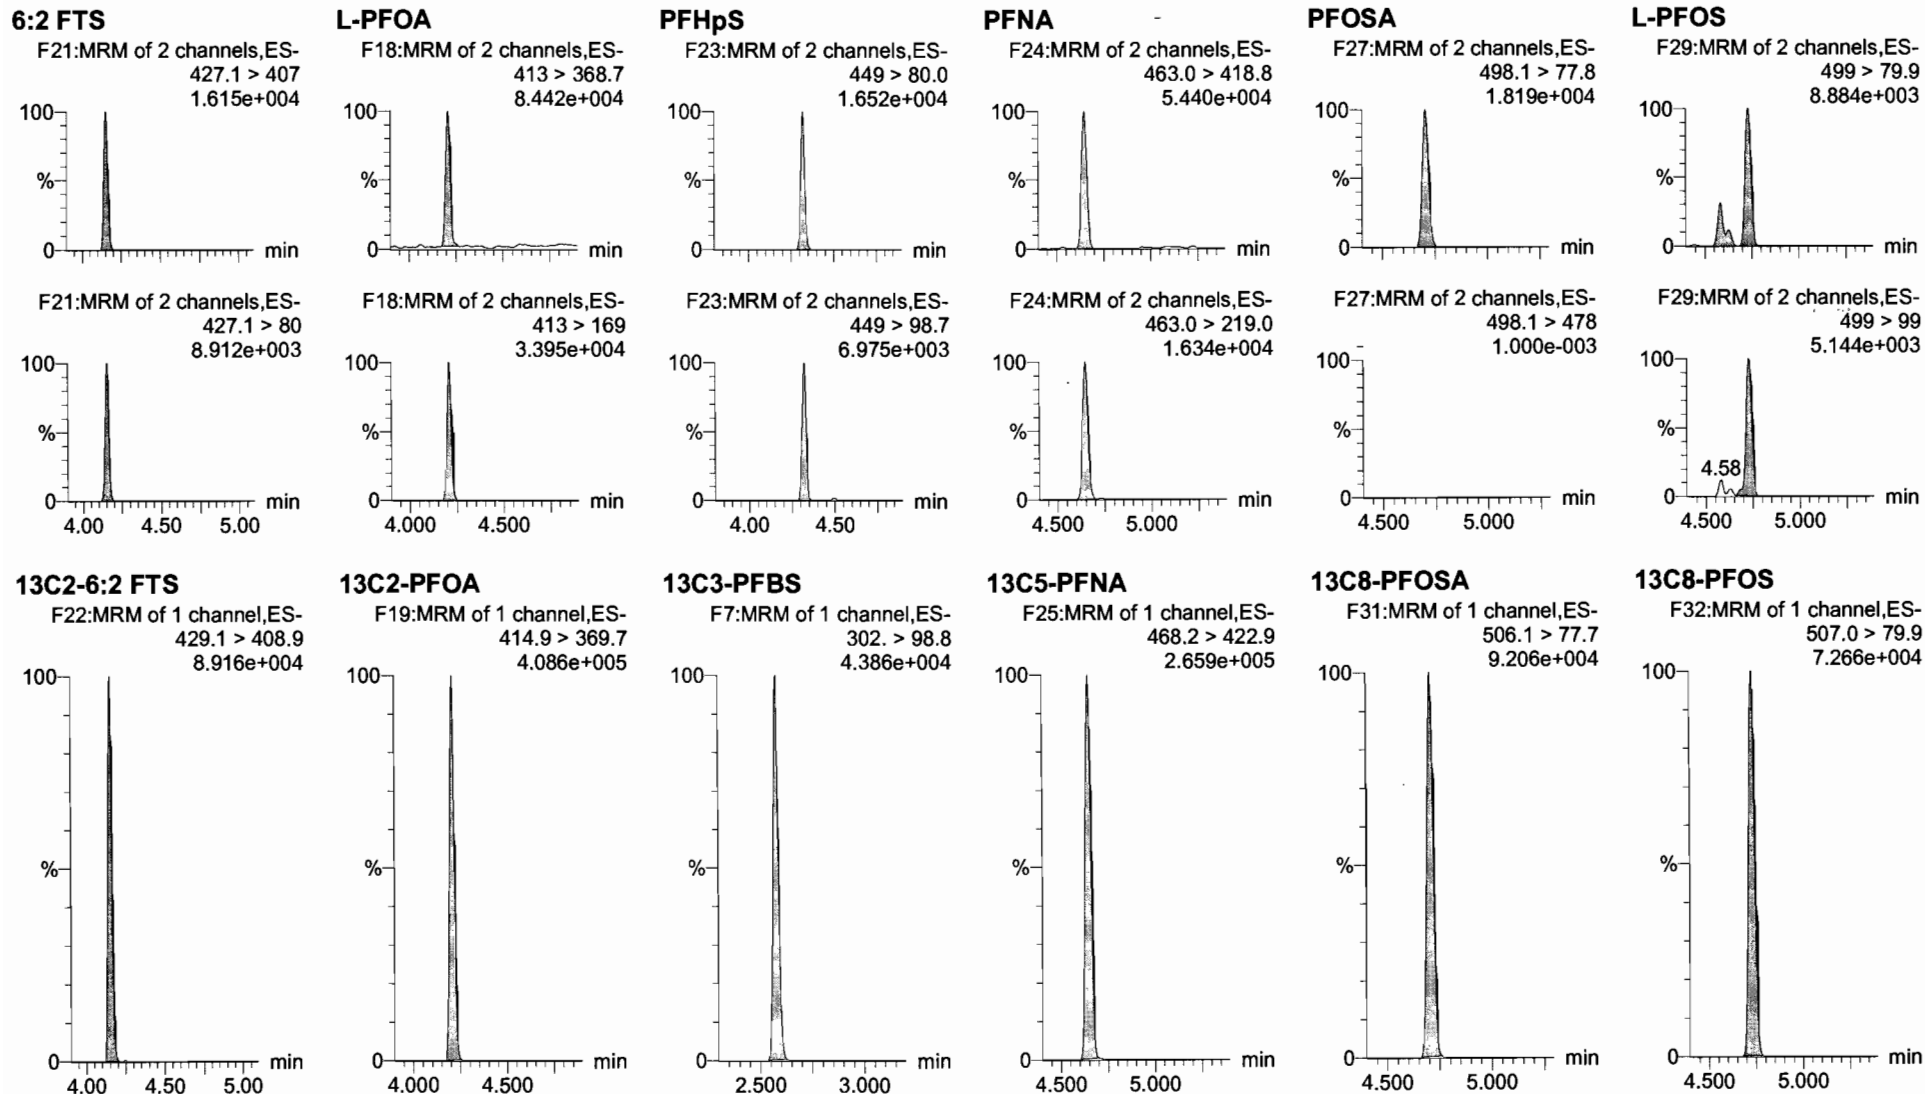 6:2 FTS
F21:MRM of 2 channels,ES-
427.1 > 407
1.615e+004
100
%
0
min
L-PFOA
F18:MRM of 2 channels,ES-
413 > 368.7
8.442e+004
100
%
0
min
PFHpS
F23:MRM of 2 channels,ES-
449 > 80.0
1.652e+004
100
%
0
min
PFNA
F24:MRM of 2 channels,ES-
463.0 > 418.8
5.440e+004
100
%
0
min
PFOSA
F27:MRM of 2 channels,ES-
498.1 > 77.8
1.819e+004
100
%
0
min
L-PFOS
F29:MRM of 2 channels,ES-
499 > 79.9
8.884e+003
100
%
0
min
F21:MRM of 2 channels,ES-
427.1 > 80
8.912e+003
100
%
0
min
4.00 4.50 5.00
F18:MRM of 2 channels,ES-
413 > 169
3.395e+004
100
%
0
min
4.000 4.500
F23:MRM of 2 channels,ES-
449 > 98.7
6.975e+003
100
%
0
min
4.00 4.50
F24:MRM of 2 channels,ES-
463.0 > 219.0
1.634e+004
100
%
0
min
4.500 5.000
F27:MRM of 2 channels,ES-
498.1 > 478
1.000e-003
100
%
0
min
4.500 5.000
F29:MRM of 2 channels,ES-
499 > 99
5.144e+003
100
%
4.58
0
min
4.500 5.000
13C2-6:2 FTS
F22:MRM of 1 channel,ES-
429.1 > 408.9
8.916e+004
100
%
0
min
4.00 4.50 5.00
13C2-PFOA
F19:MRM of 1 channel,ES-
414.9 > 369.7
4.086e+005
100
%
0
min
4.000 4.500
13C3-PFBS
F7:MRM of 1 channel,ES-
302. > 98.8
4.386e+004
100
%
0
min
2.500 3.000
13C5-PFNA
F25:MRM of 1 channel,ES-
468.2 > 422.9
2.659e+005
100
%
0
min
4.500 5.000
13C8-PFOSA
F31:MRM of 1 channel,ES-
506.1 > 77.7
9.206e+004
100
%
0
min
4.500 5.000
13C8-PFOS
F32:MRM of 1 channel,ES-
507.0 > 79.9
7.266e+004
100
%
0
min
4.500 5.000